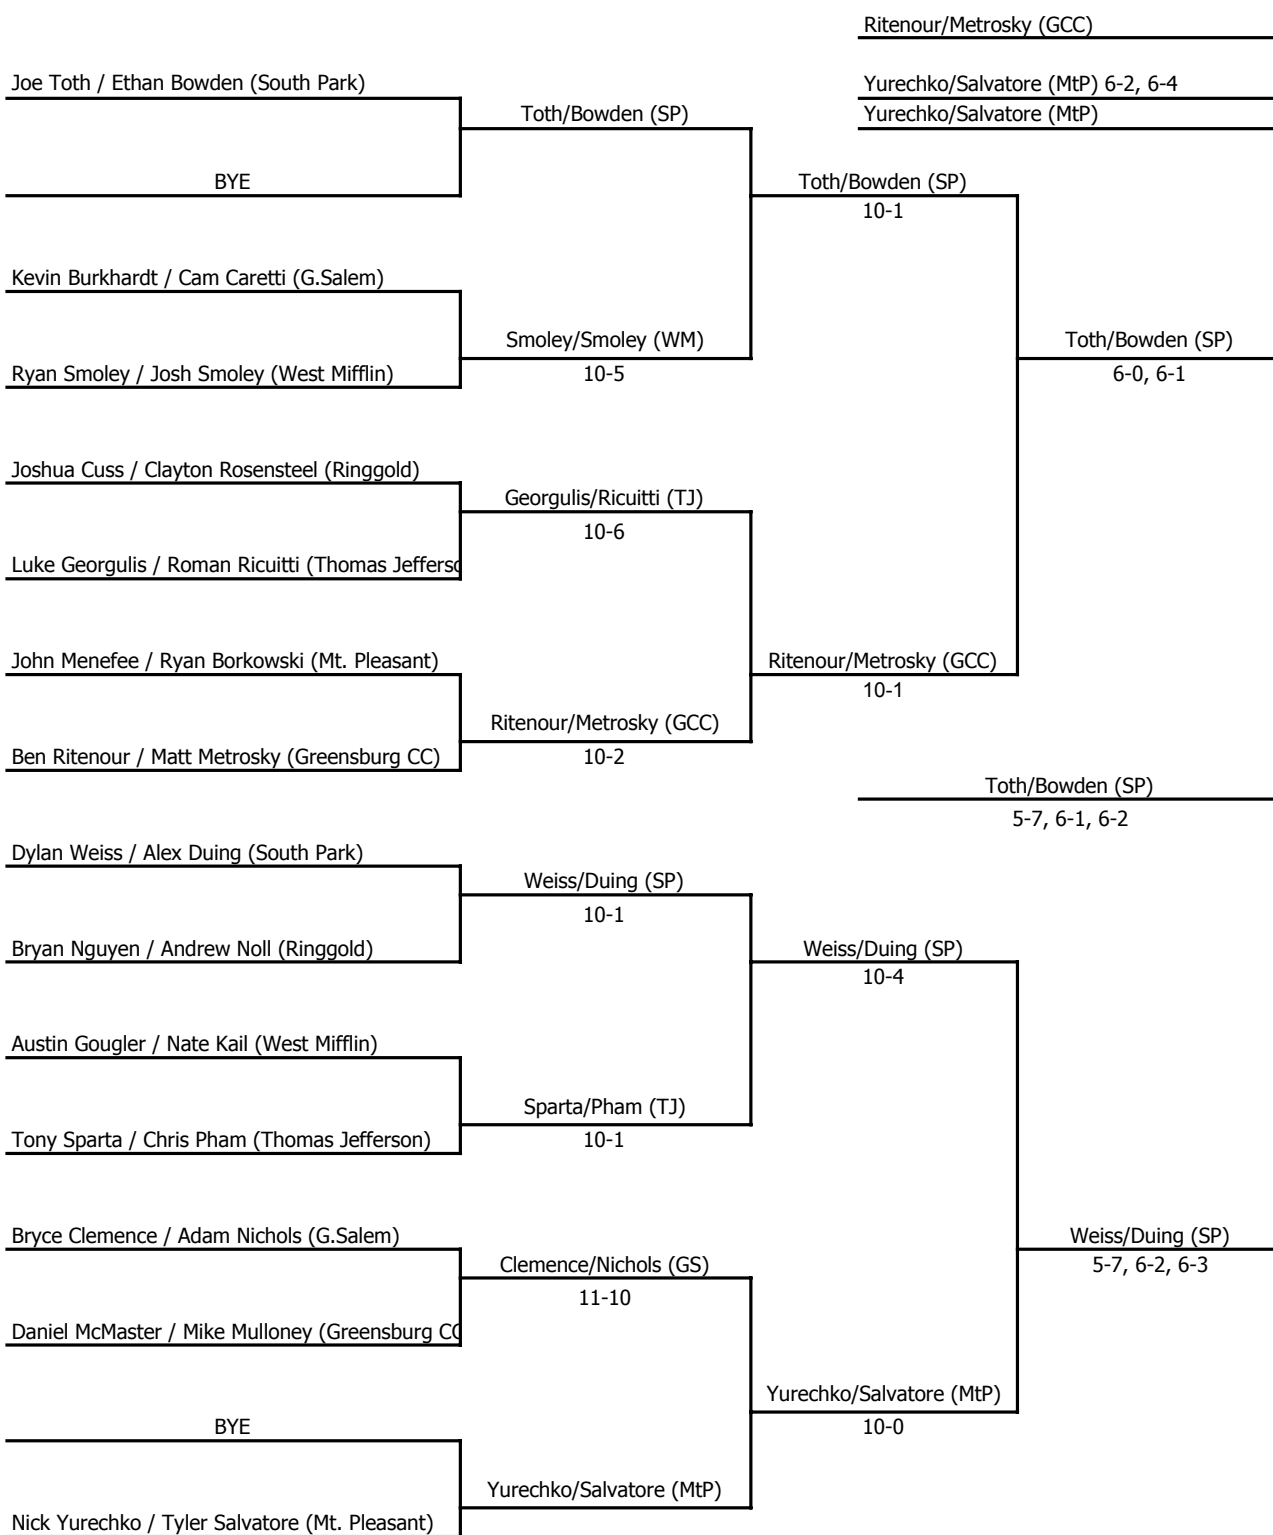 Ritenour/Metrosky (GCC)
Joe Toth / Ethan Bowden (South Park)
Yurechko/Salvatore (MtP) 6-2, 6-4
Toth/Bowden (SP)
Yurechko/Salvatore (MtP)
BYE
Toth/Bowden (SP)
10-1
Kevin Burkhardt / Cam Caretti (G.Salem)
Smoley/Smoley (WM)
Toth/Bowden (SP)
Ryan Smoley / Josh Smoley (West Mifflin)
10-5
6-0, 6-1
Joshua Cuss / Clayton Rosensteel (Ringgold)
Georgulis/Ricuitti (TJ)
10-6
Luke Georgulis / Roman Ricuitti (Thomas Jefferso
John Menefee / Ryan Borkowski (Mt. Pleasant)
Ritenour/Metrosky (GCC)
10-1
Ritenour/Metrosky (GCC)
Ben Ritenour / Matt Metrosky (Greensburg CC)
10-2
Toth/Bowden (SP)
5-7, 6-1, 6-2
Dylan Weiss / Alex Duing (South Park)
Weiss/Duing (SP)
10-1
Bryan Nguyen / Andrew Noll (Ringgold)
Weiss/Duing (SP)
10-4
Austin Gougler / Nate Kail (West Mifflin)
Sparta/Pham (TJ)
Tony Sparta / Chris Pham (Thomas Jefferson)
10-1
Bryce Clemence / Adam Nichols (G.Salem)
Weiss/Duing (SP)
Clemence/Nichols (GS)
5-7, 6-2, 6-3
11-10
Daniel McMaster / Mike Mulloney (Greensburg CC
Yurechko/Salvatore (MtP)
BYE
10-0
Yurechko/Salvatore (MtP)
Nick Yurechko / Tyler Salvatore (Mt. Pleasant)